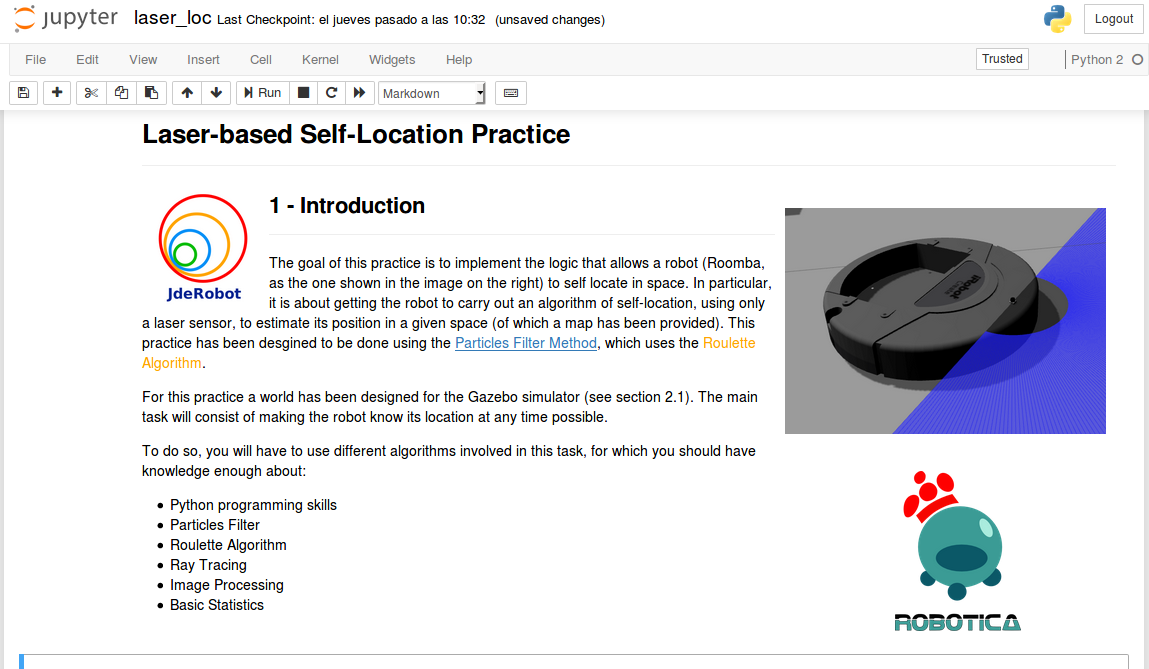 jupyter laser_loc Last Checkpoint: el jueves pasado a las 10:32 (unsaved changes)
Logout
File Edit View Insert Cell Kernel Widgets Help
Trusted
Python 2
Run
Markdown
Laser-based Self-Location Practice
JdeRobot
1 - Introduction
The goal of this practice is to implement the logic that allows a robot (Roomba,
as the one shown in the image on the right) to self locate in space. In particular,
it is about getting the robot to carry out an algorithm of self-location, using only
a laser sensor, to estimate its position in a given space (of which a map has been provided). This
practice has been desgined to be done using the Particles Filter Method, which uses the Roulette
Algorithm.
For this practice a world has been designed for the Gazebo simulator (see section 2.1). The main
task will consist of making the robot know its location at any time possible.
To do so, you will have to use different algorithms involved in this task, for which you should have
knowledge enough about:
Python programming skills
Particles Filter
Roulette Algorithm
Ray Tracing
Image Processing
Basic Statistics
iRobot
ROBOTICA